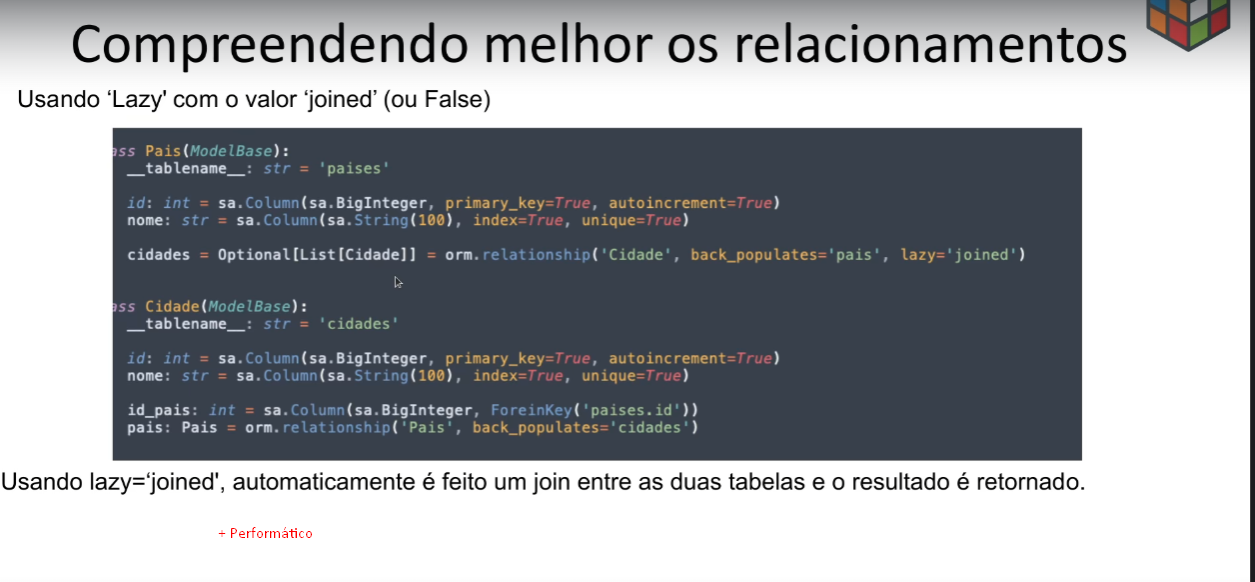 Compreendendo melhor os relacionamentos
Usando ‘Lazy' com o valor ‘joined’ (ou False)
ass Pais(ModelBase):
__tablename__: str = 'paises'
id: int = sa.Column(sa.BigInteger, primary_key=True, autoincrement=True)
nome: str = sa.Column(sa.String(100), index=True, unique=True)
cidades = Optional[List[Cidade]] = orm.relationship('Cidade', back_populates='pais', lazy='joined')
ass Cidade(ModelBase):
__tablename__: str = 'cidades'
id: int = sa.Column(sa.BigInteger, primary_key=True, autoincrement=True)
nome: str = sa.Column(sa.String(100), index=True, unique=True)
id_pais: int = sa.Column(sa.BigInteger, ForeinKey('paises.id'))
pais: Pais = orm.relationship('Pais', back_populates='cidades')
Usando lazy=‘joined', automaticamente é feito um join entre as duas tabelas e o resultado é retornado.
+ Performático